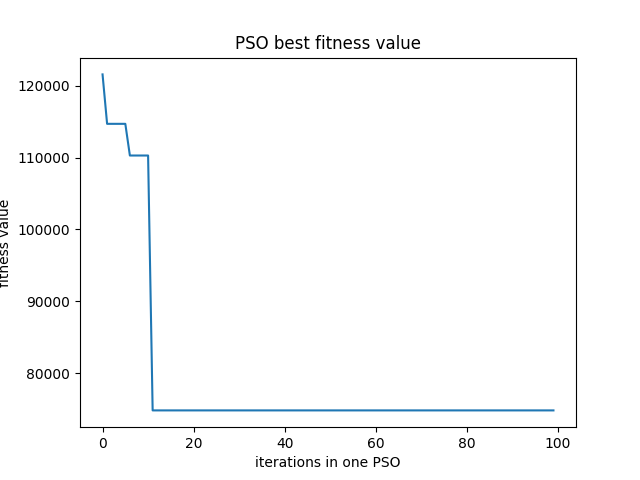 PSO best fitness value
120000
110000
100000
90000
80000
fitness value
0 20 40 60 80 100
iterations in one PSO